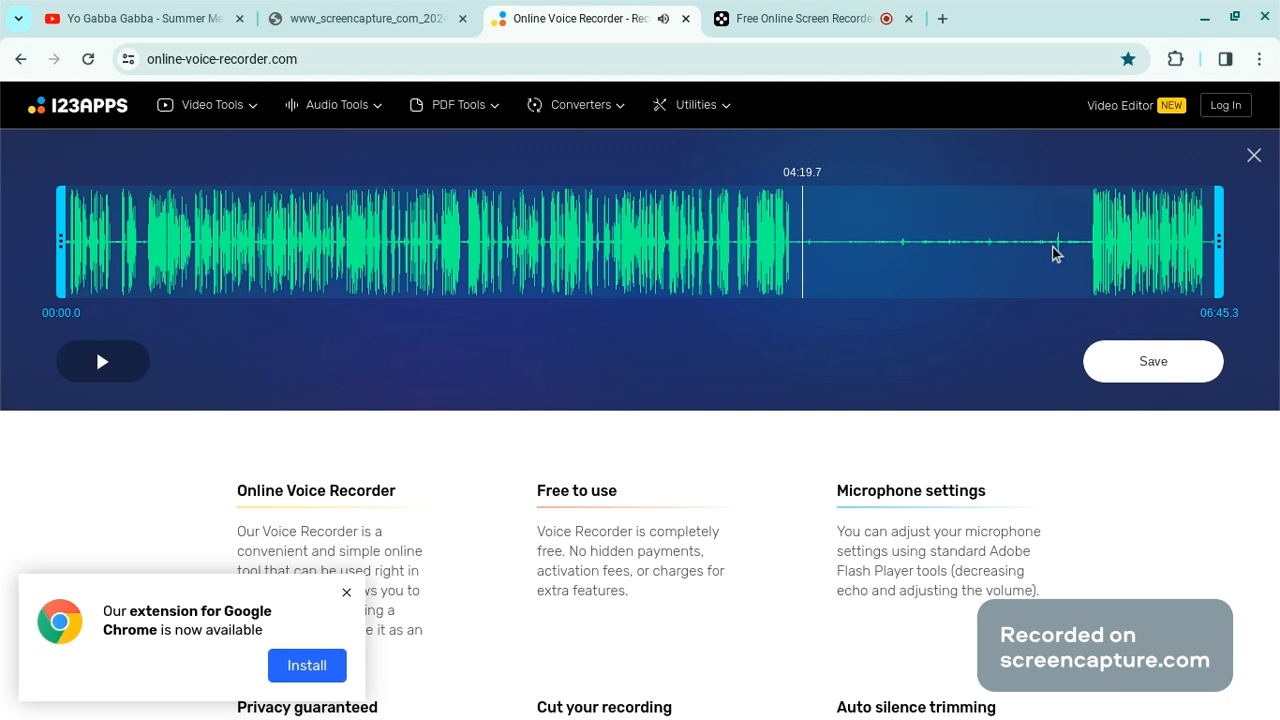 Yo Gabba Gabba - Summer Me
www_screencapture_com_202
Online Voice Recorder - Rec
Free Online Screen Recorde
online-voice-recorder.com
123APPS
Video Tools
Audio Tools
PDF Tools
Converters
Utilities
Video Editor NEW
Log In
04:19.7
00:00.0
06:45.3
Save
Online Voice Recorder
Our Voice Recorder is a
convenient and simple online
tool that can be used right in
ws you to
ing a
e it as an
Free to use
Voice Recorder is completely
free. No hidden payments,
activation fees, or charges for
extra features.
Microphone settings
You can adjust your microphone
settings using standard Adobe
Flash Player tools (decreasing
echo and adjusting the volume).
Our extension for Google
Chrome is now available
Install
Recorded on
screencapture.com
Privacy guaranteed
Cut your recording
Auto silence trimming